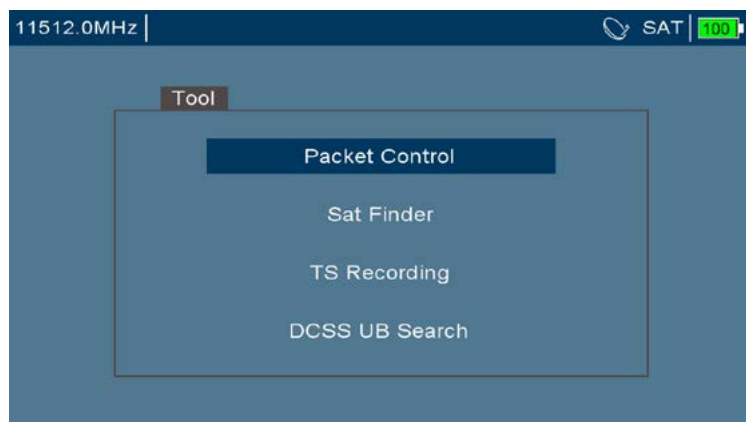 11512.0MHz SAT 100
Tool
Packet Control
Sat Finder
TS Recording
DCSS UB Search